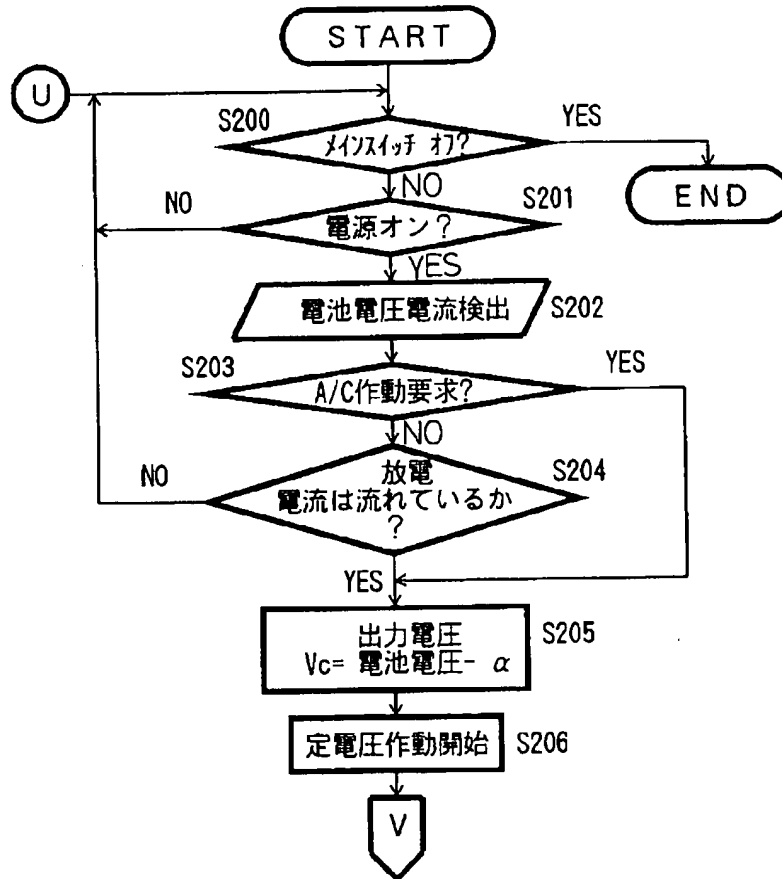 START
U
S200
YES
メインスイッチ オフ?
NO
END
NO
S201
電源オン?
YES
電池電圧電流検出
S202
S203
YES
A/C作動要求?
NO
NO
放電
S204
電流は流れているか
?
YES
出力電圧
S205
Vc= 電池電圧- α
定電圧作動開始
S206
V